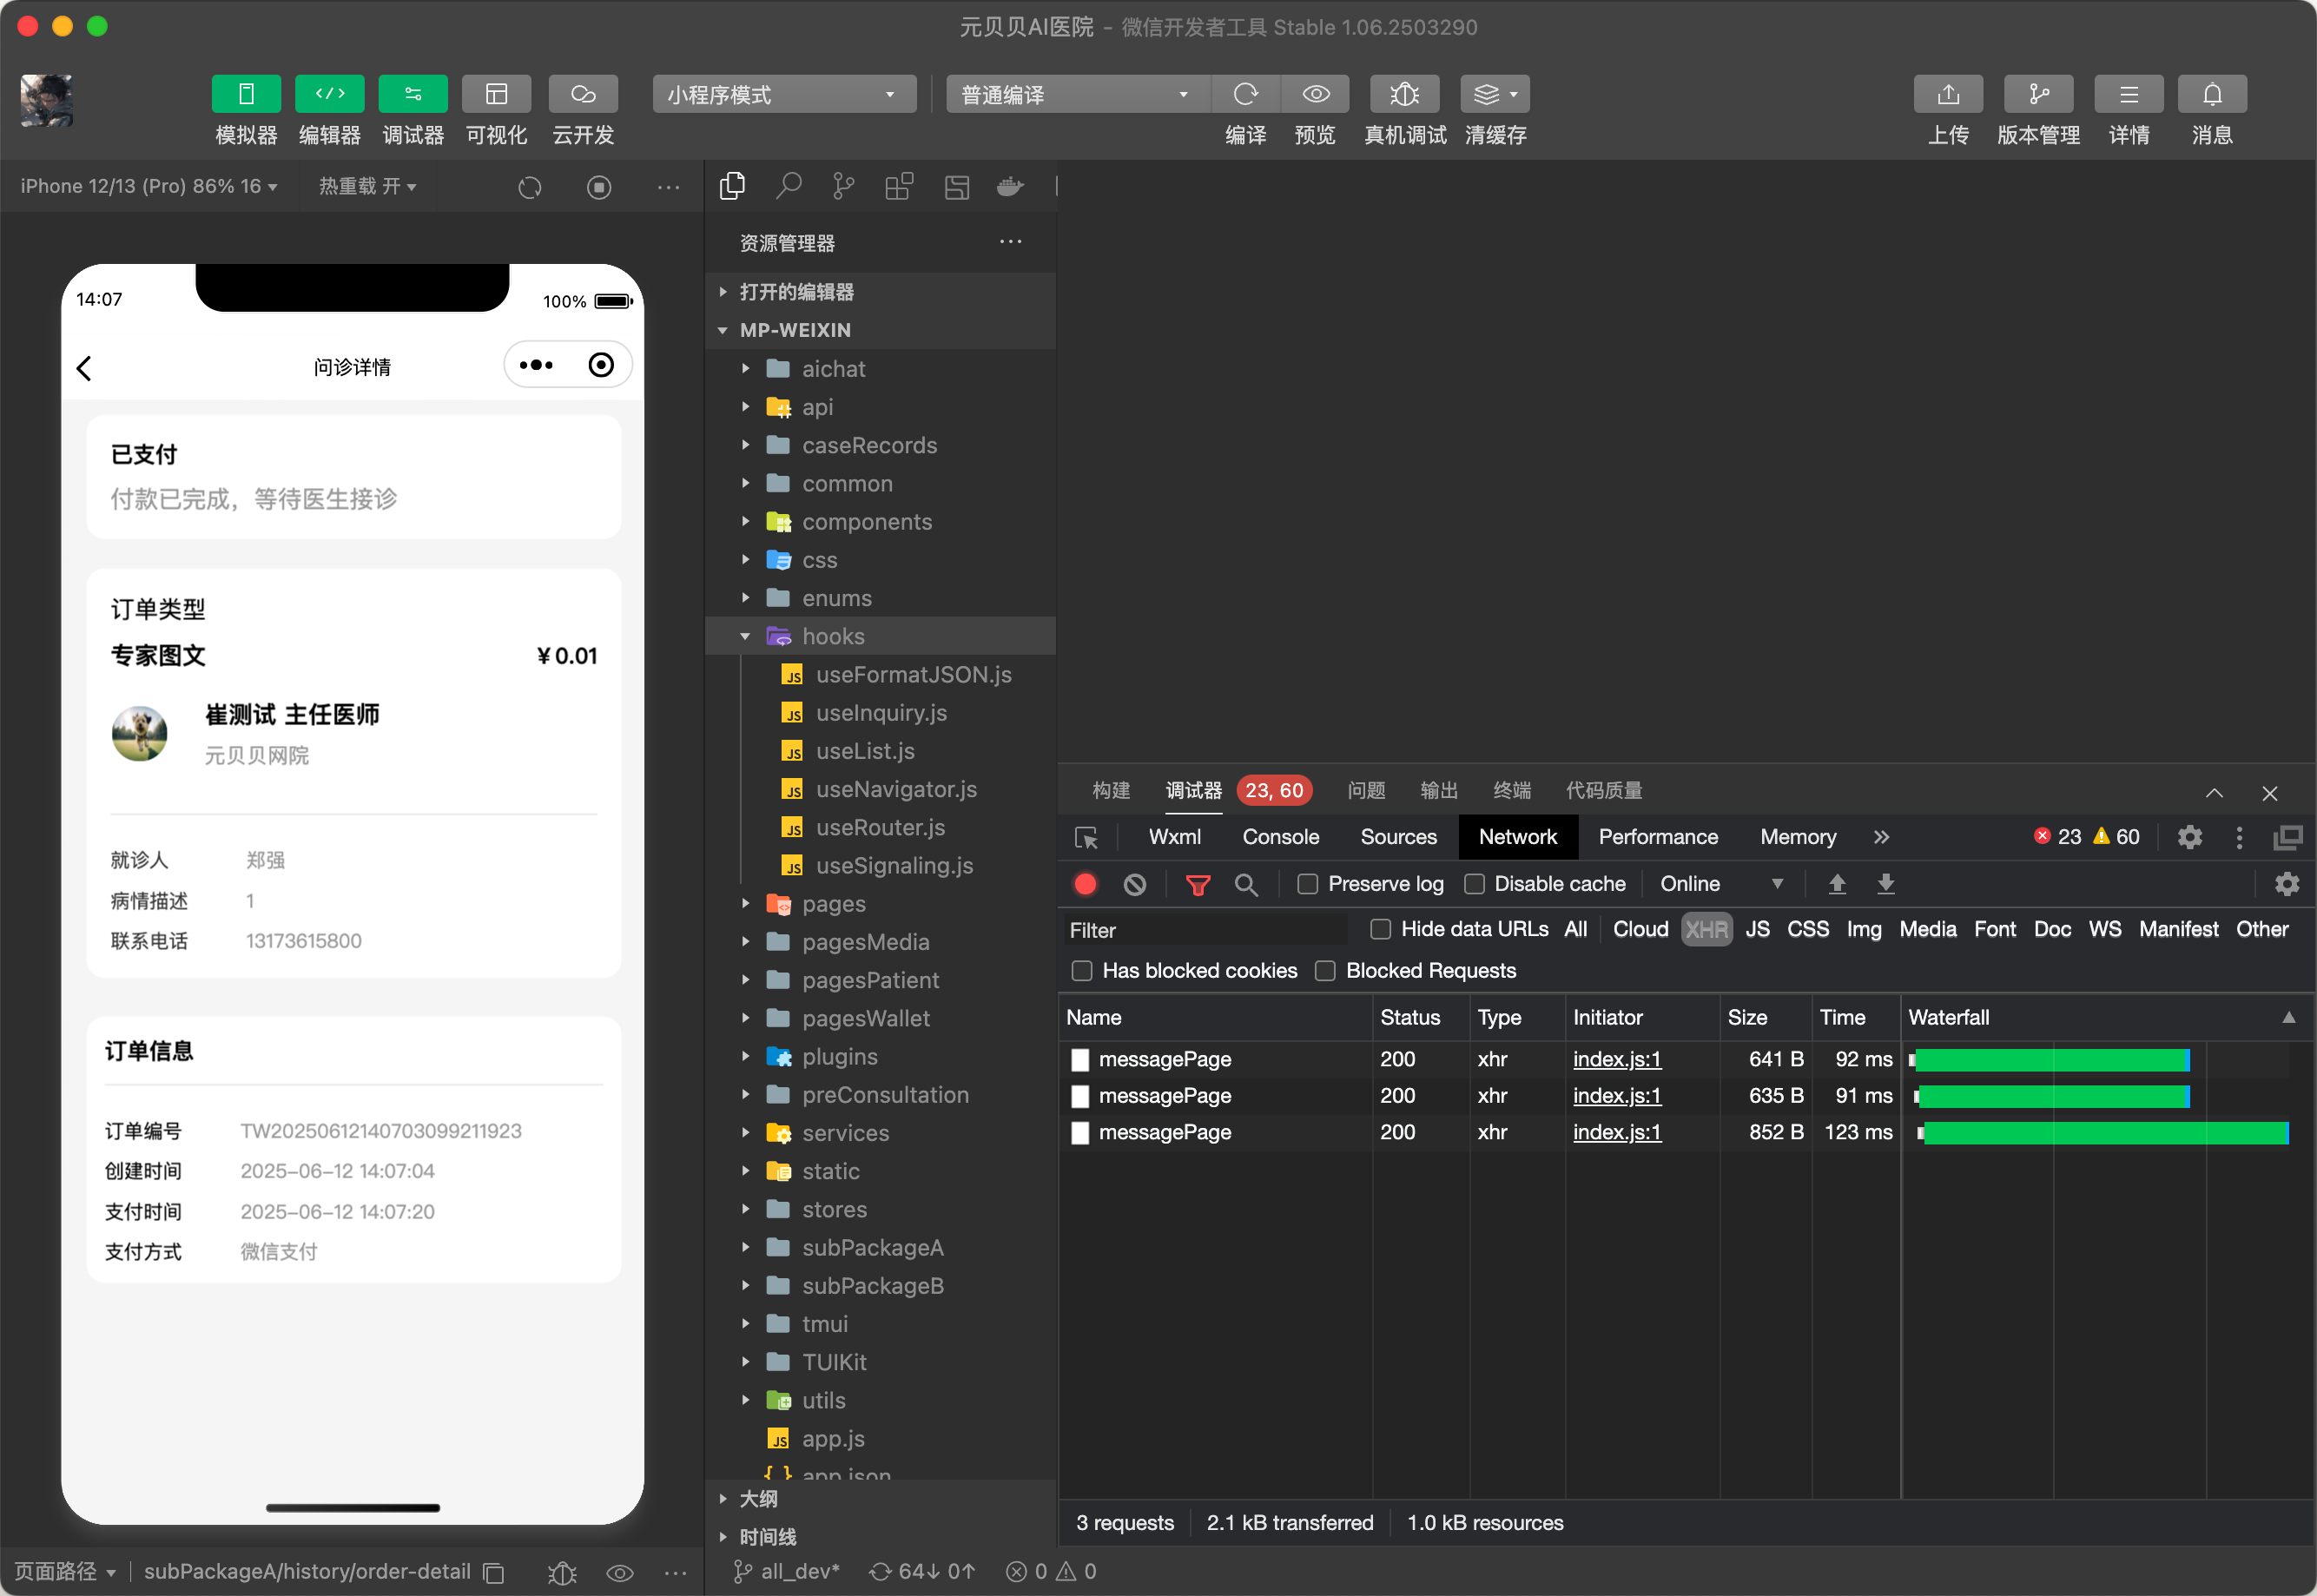 元贝贝AI医院 – 微信开发者工具 Stable 1.06.2503290
模拟器 编辑器 调试器 可视化 云开发
小程序模式 普通编译
编译 预览 真机调试 清缓存
上传 版本管理 详情 消息
iPhone 12/13 (Pro) 86% 16 热重载 开
14:07 100%
问诊详情
已支付
付款已完成，等待医生接诊
订单类型
专家图文 ¥0.01
崔测试 主任医师
元贝贝网院
就诊人 郑强
病情描述 1
联系电话 13173615800
订单信息
订单编号 TW20250612140703099211923
创建时间 2025-06-12 14:07:04
支付时间 2025-06-12 14:07:20
支付方式 微信支付
页面路径 subPackageA/history/order-detail
资源管理器
打开的编辑器
MP-WEIXIN
aichat
api
caseRecords
common
components
css
enums
hooks
useFormatJSON.js
useInquiry.js
useList.js
useNavigator.js
useRouter.js
useSignaling.js
pages
pagesMedia
pagesPatient
pagesWallet
plugins
preConsultation
services
static
stores
subPackageA
subPackageB
tmui
TUIKit
utils
app.js
app.json
大纲
时间线
all_dev* 64↓ 0↑ 0 0
构建 调试器 23, 60 问题 输出 终端 代码质量
Wxml Console Sources Network Performance Memory 23 60
Preserve log Disable cache Online
Filter Hide data URLs All Cloud XHR JS CSS Img Media Font Doc WS Manifest Other
Has blocked cookies Blocked Requests
Name Status Type Initiator Size Time Waterfall
messagePage 200 xhr index.js:1 641 B 92 ms
messagePage 200 xhr index.js:1 635 B 91 ms
messagePage 200 xhr index.js:1 852 B 123 ms
3 requests 2.1 kB transferred 1.0 kB resources